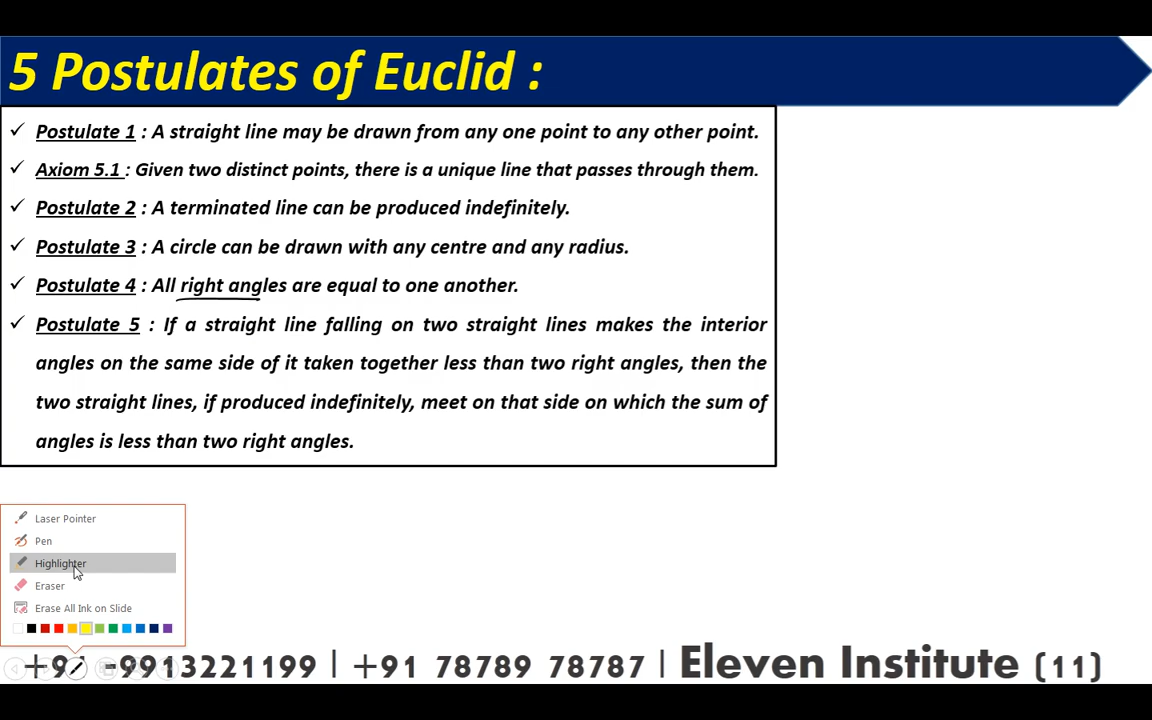 5 Postulates of Euclid :
✓ Postulate 1 : A straight line may be drawn from any one point to any other point.
✓ Axiom 5.1 : Given two distinct points, there is a unique line that passes through them.
✓ Postulate 2 : A terminated line can be produced indefinitely.
✓ Postulate 3 : A circle can be drawn with any centre and any radius.
✓ Postulate 4 : All right angles are equal to one another.
✓ Postulate 5 : If a straight line falling on two straight lines makes the interior
angles on the same side of it taken together less than two right angles, then the
two straight lines, if produced indefinitely, meet on that side on which the sum of
angles is less than two right angles.
Laser Pointer
Pen
Highlighter
Eraser
Erase All Ink on Slide
9913221199 | +91 78789 78787 | Eleven Institute (11)